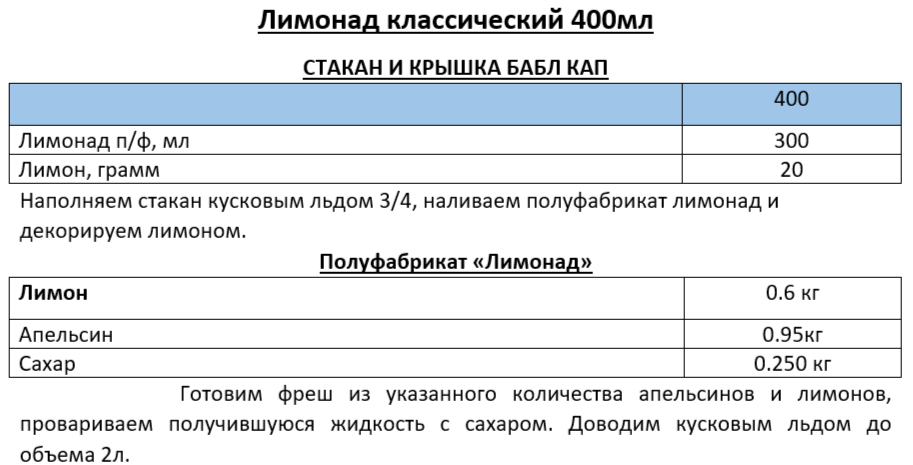 Лимонад классический 400мл
СТАКАН И КРЫШКА БАБЛ КАП
400
Лимонад п/ф, мл 300
Лимон, грамм 20
Наполняем стакан кусковым льдом 3/4, наливаем полуфабрикат лимонад и
декорируем лимоном.
Полуфабрикат «Лимонад»
Лимон 0.6 кг
Апельсин 0.95кг
Сахар 0.250 кг
Готовим фреш из указанного количества апельсинов и лимонов,
провариваем получившуюся жидкость с сахаром. Доводим кусковым льдом до
объема 2л.